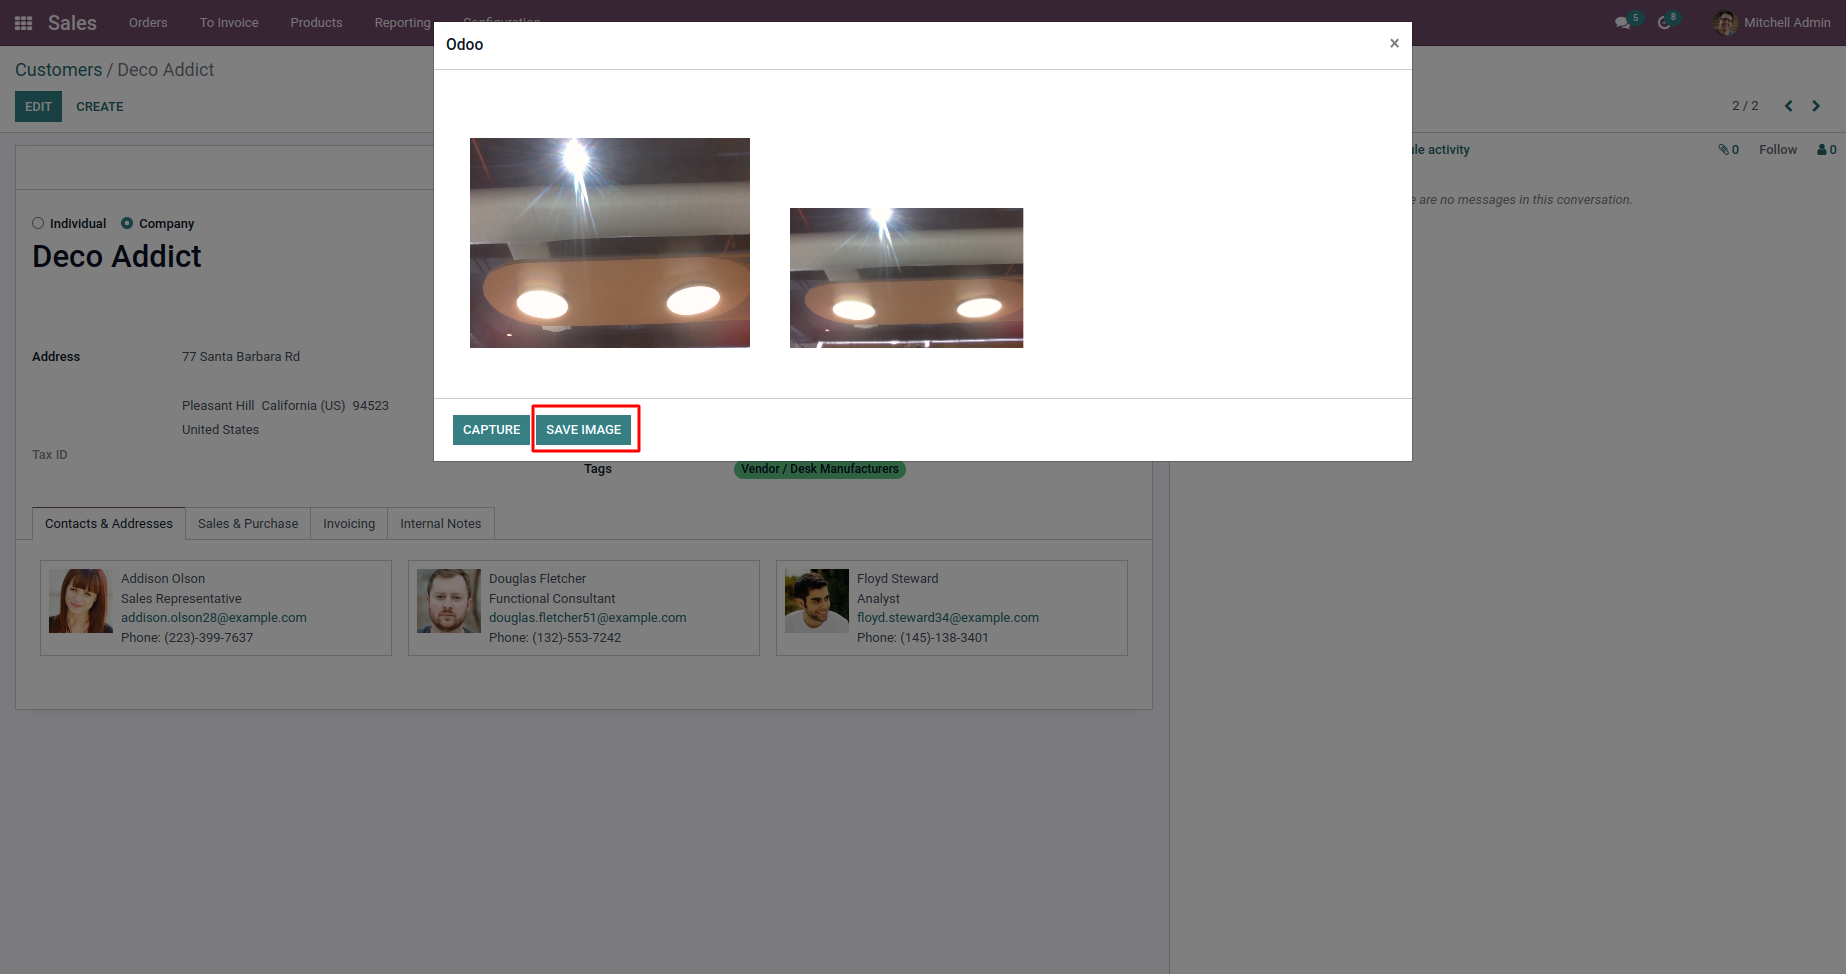 Sales Orders To Invoice Products Reporting Configuration 5 8 Mitchell Admin
Odoo ×
Customers / Deco Addict
EDIT CREATE 2 / 2
activity 0 Follow 0
Individual Company are no messages in this conversation.
Deco Addict
Address 77 Santa Barbara Rd
Pleasant Hill California (US) 94523
United States
CAPTURE SAVE IMAGE
Tax ID
Tags Vendor / Desk Manufacturers
Contacts & Addresses Sales & Purchase Invoicing Internal Notes
Addison Olson
Sales Representative
addison.olson28@example.com
Phone: (223)-399-7637
Douglas Fletcher
Functional Consultant
douglas.fletcher51@example.com
Phone: (132)-553-7242
Floyd Steward
Analyst
floyd.steward34@example.com
Phone: (145)-138-3401